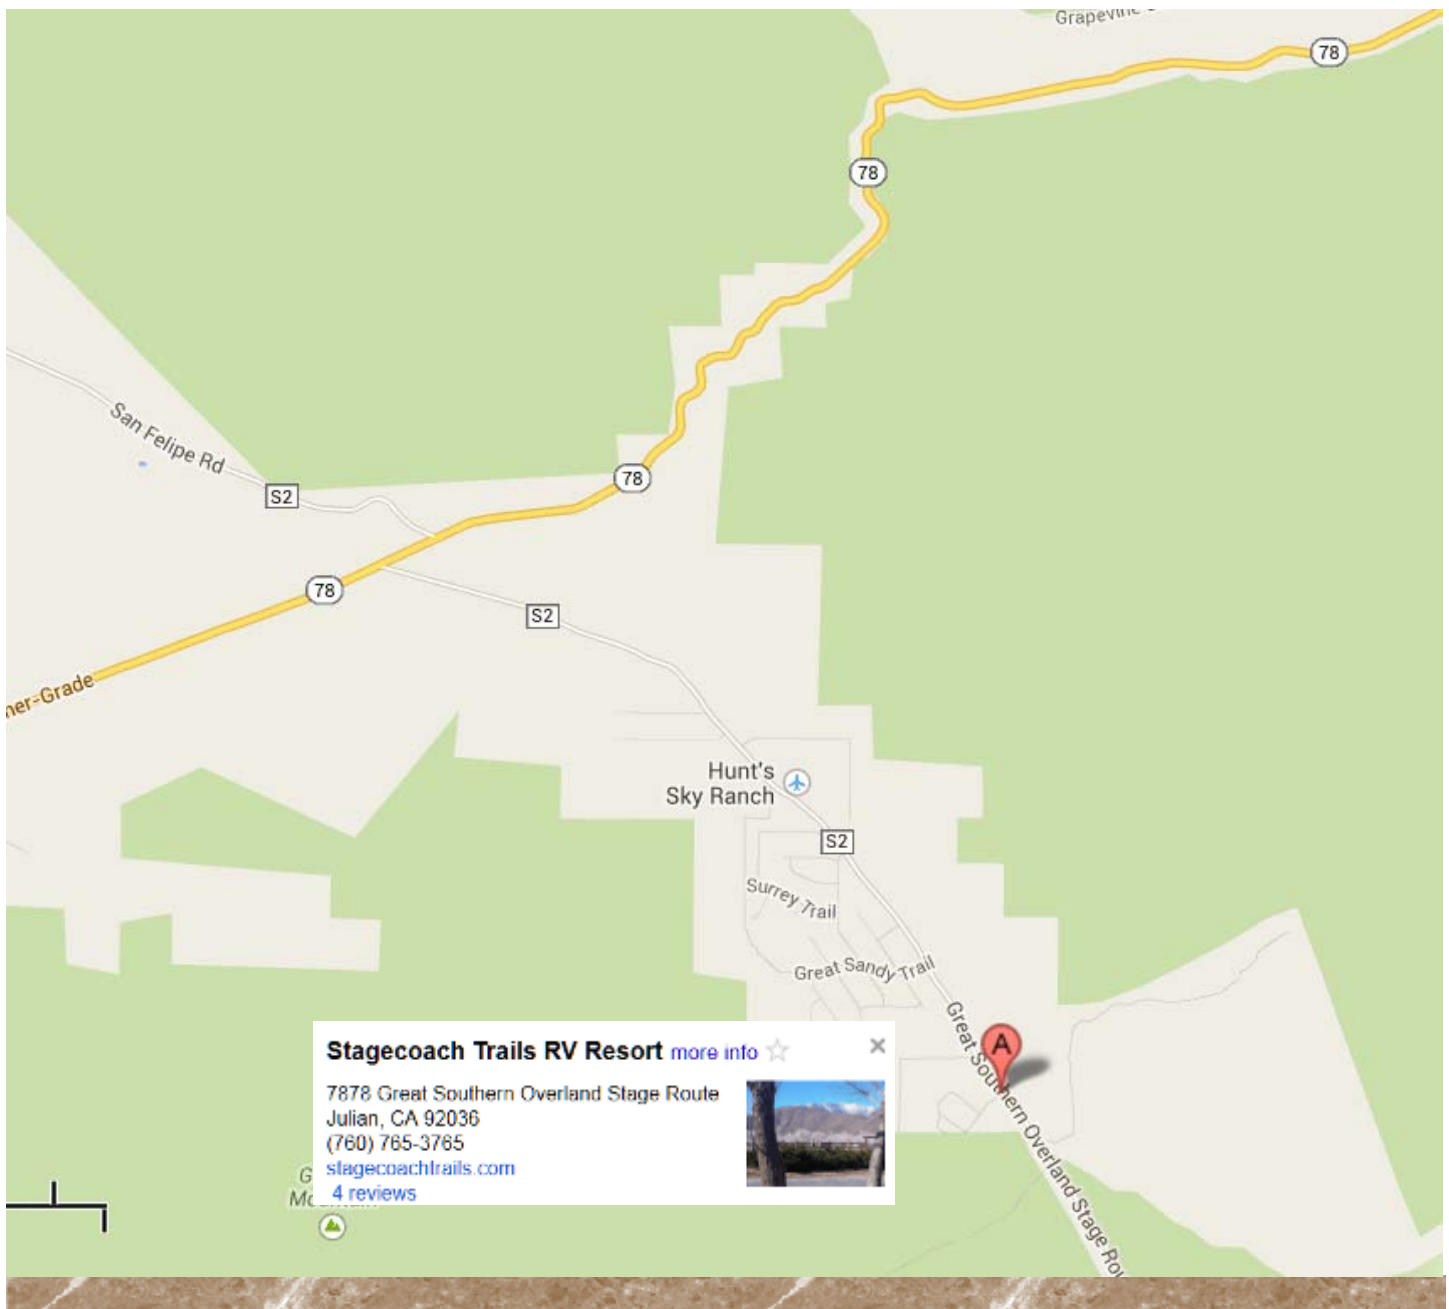 Grapevine
78
78
San Felipe Rd
S2
78
78
S2
ner-Grade
Hunt's
Sky Ranch
S2
Surrey Trail
Great Sandy Trail
A
Great Southern Overland Stage Rou
Stagecoach Trails RV Resort more info
7878 Great Southern Overland Stage Route
Julian, CA 92036
(760) 765-3765
stagecoachtrails.com
4 reviews